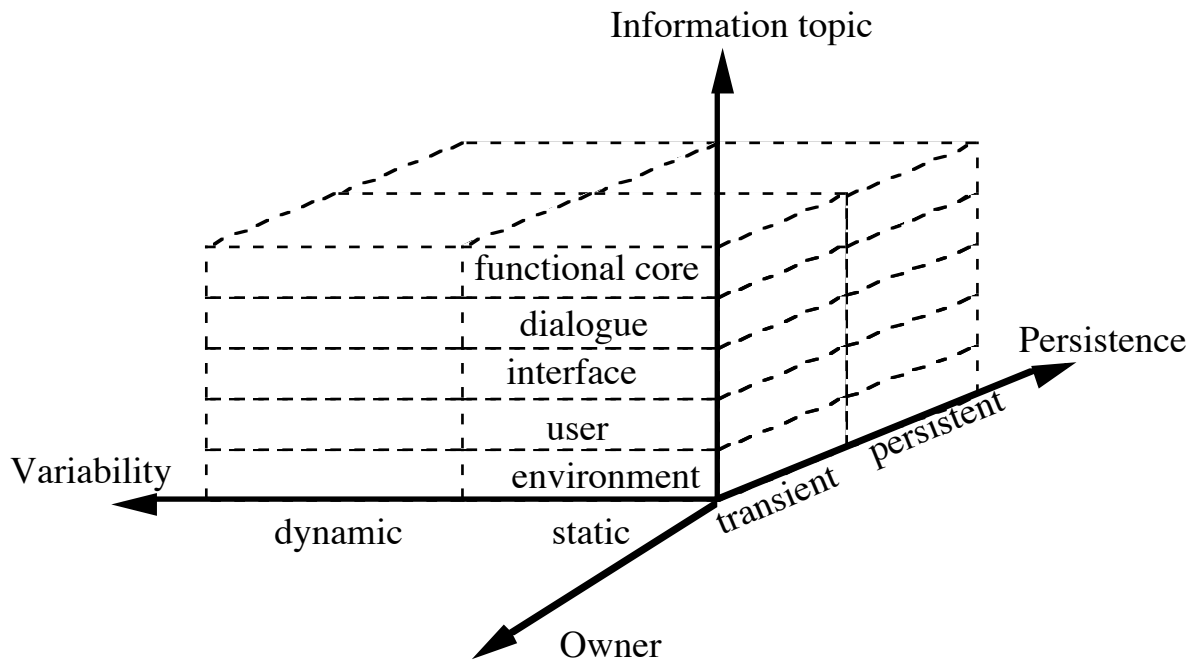 Information topic
functional core
dialogue
interface
user
environment
Persistence
persistent
transient
Variability
dynamic
static
Owner